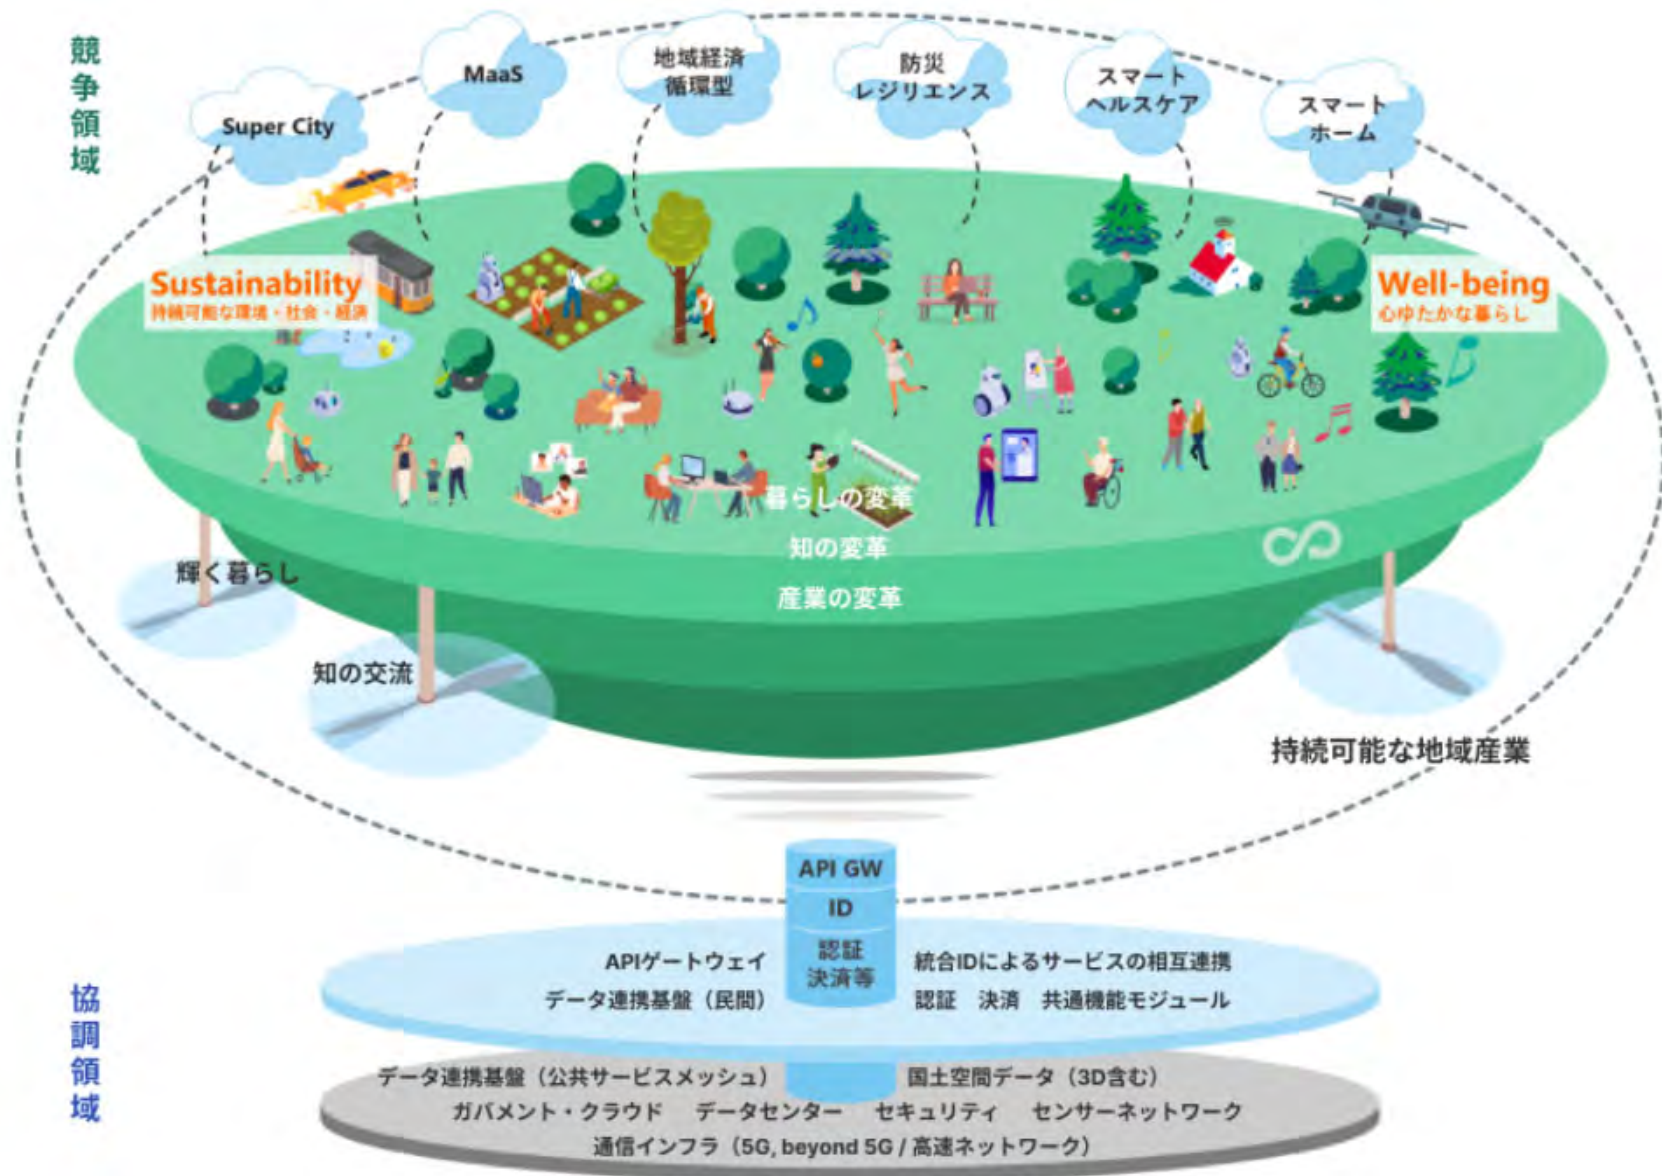 競争領域
Super City
MaaS
地域経済
循環型
防災
レジリエンス
スマート
ヘルスケア
スマート
ホーム
Sustainability
持続可能な環境・社会・経済
Well-being
心ゆたかな暮らし
暮らしの変革
知の変革
産業の変革
輝く暮らし
知の交流
持続可能な地域産業
API GW
ID
認証
決済等
協調領域
APIゲートウェイ
統合IDによるサービスの相互連携
データ連携基盤（民間）
認証 決済 共通機能モジュール
データ連携基盤（公共サービスメッシュ）
国土空間データ（3D含む）
ガバメント・クラウド データセンター セキュリティ センサーネットワーク
通信インフラ（5G, beyond 5G / 高速ネットワーク）